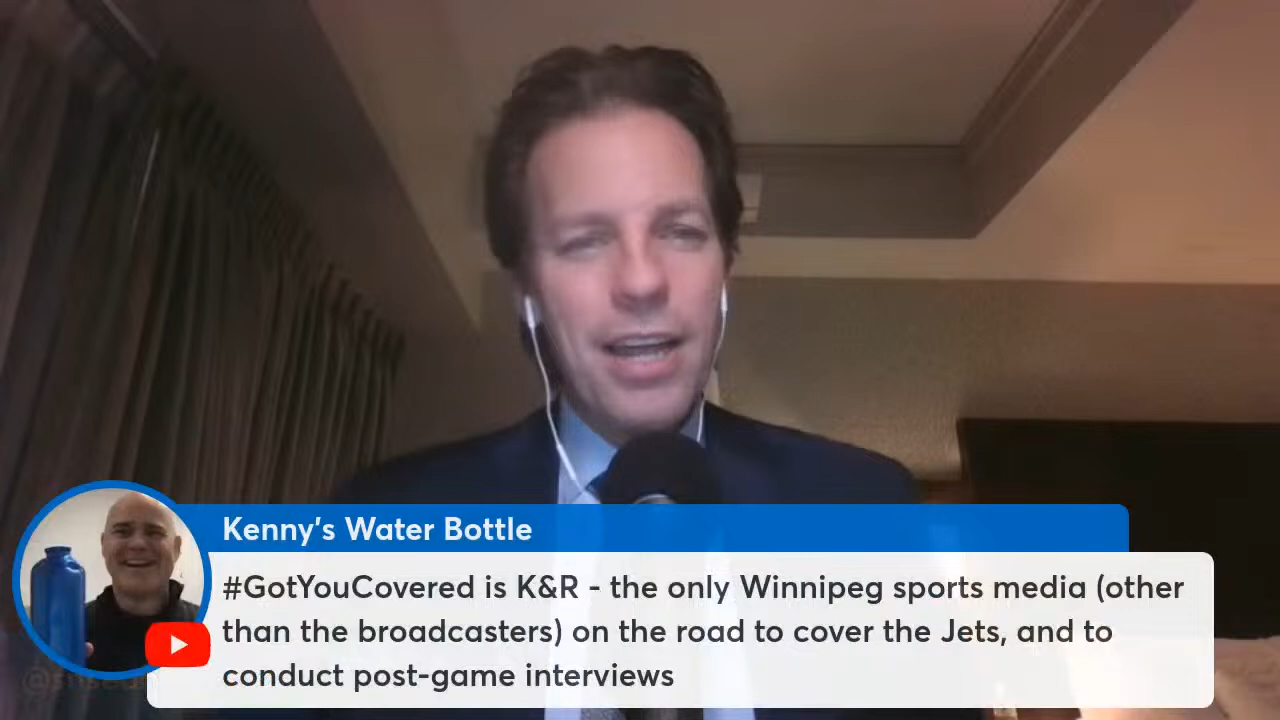 Kenny's Water Bottle
#GotYouCovered is K&R - the only Winnipeg sports media (other
than the broadcasters) on the road to cover the Jets, and to
conduct post-game interviews